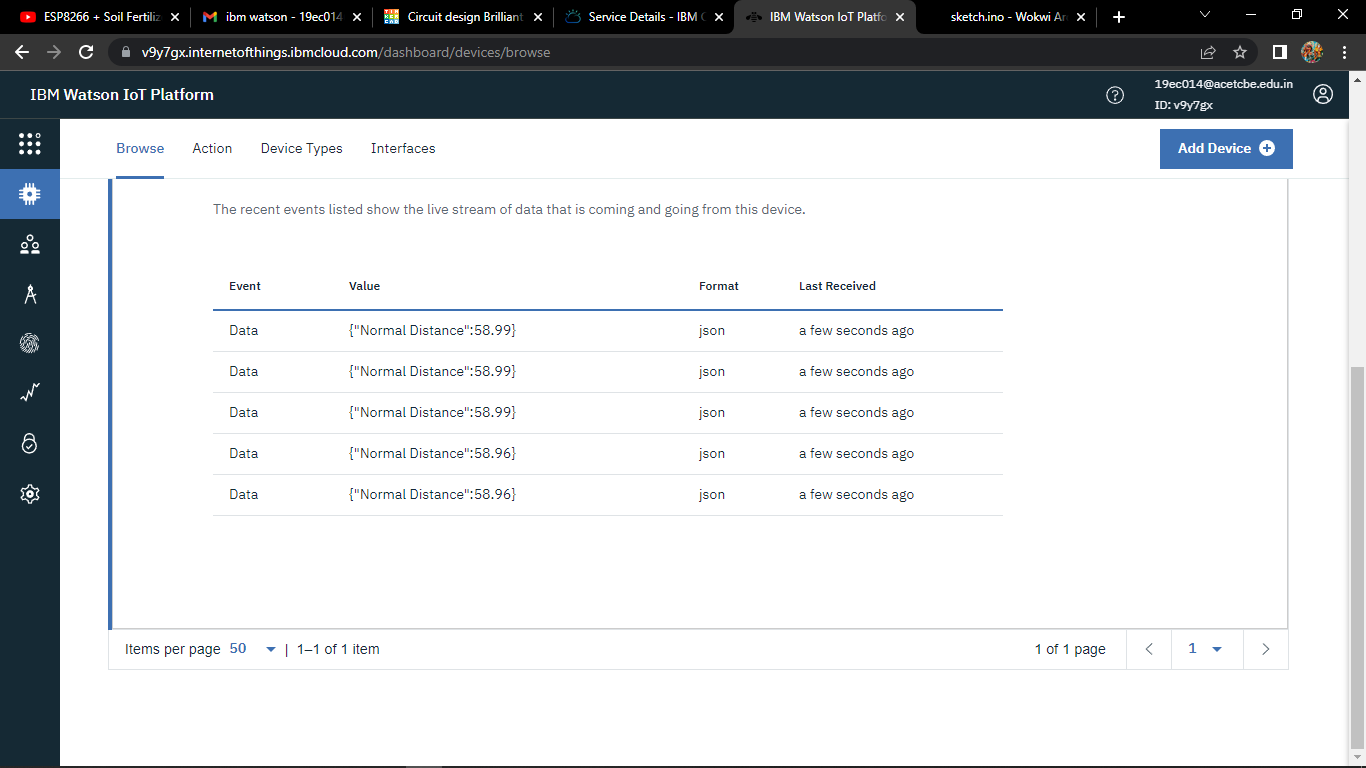 ESP8266 + Soil Fertiliz
ibm watson - 19ec014
Circuit design Brilliant
Service Details - IBM C
IBM Watson IoT Platfo
sketch.ino - Wokwi Ar
v9y7gx.internetofthings.ibmcloud.com/dashboard/devices/browse
IBM Watson IoT Platform
19ec014@acetcbe.edu.in
ID: v9y7gx
Browse Action Device Types Interfaces
Add Device
The recent events listed show the live stream of data that is coming and going from this device.
Event Value Format Last Received
Data {"Normal Distance":58.99} json a few seconds ago
Data {"Normal Distance":58.99} json a few seconds ago
Data {"Normal Distance":58.99} json a few seconds ago
Data {"Normal Distance":58.96} json a few seconds ago
Data {"Normal Distance":58.96} json a few seconds ago
Items per page 50 | 1–1 of 1 item
1 of 1 page
1